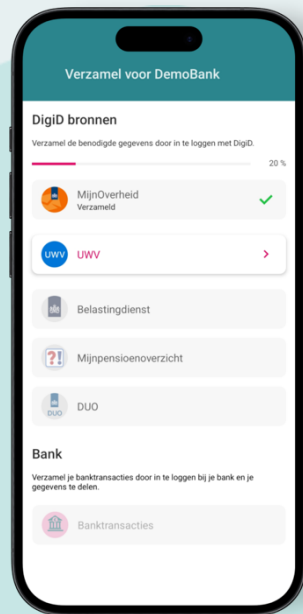 Verzamel voor DemoBank
DigiD bronnen
Verzamel de benodigde gegevens door in te loggen met DigiD.
20 %
MijnOverheid
Verzameld
UWV UWV
Belastingdienst
?! Mijnpensioenoverzicht
DUO DUO
Bank
Verzamel je banktransacties door in te loggen bij je bank en je
gegevens te delen.
Banktransacties